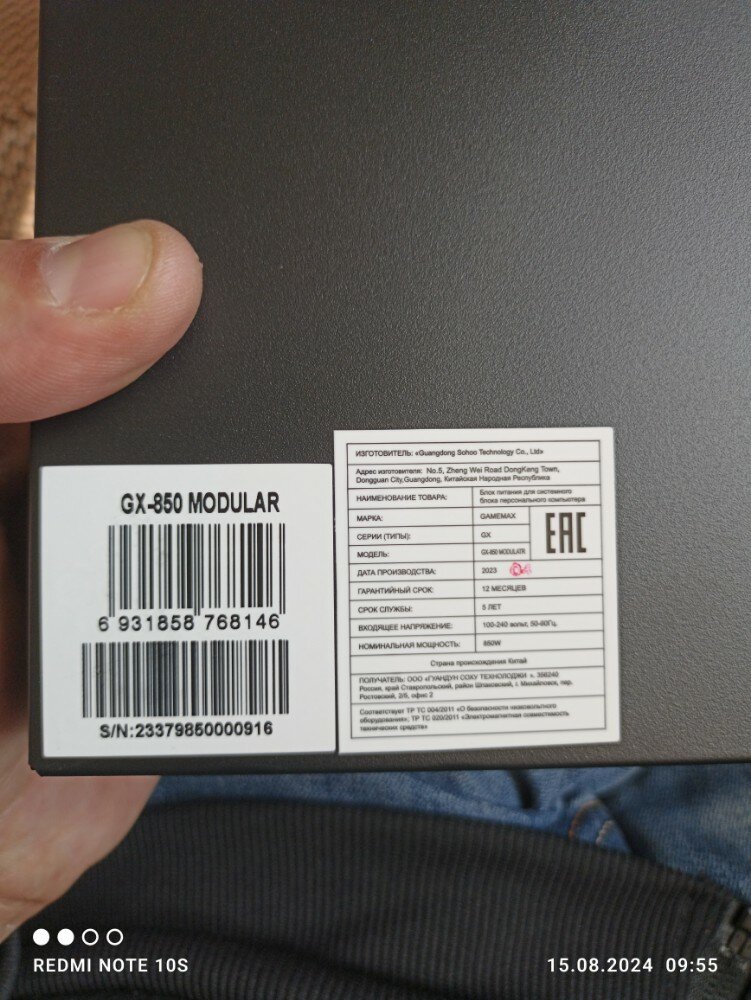 GX-850 MODULAR
6 931858 768146
S/N:23379850000916
ИЗГОТОВИТЕЛЬ: «Guangdong Sohoo Technology Co., Ltd»
Адрес изготовителя: No.5, Zheng Wei Road DongKeng Town,
Dongguan City,Guangdong, Китайская Народная Республика
НАИМЕНОВАНИЕ ТОВАРА: Блок питания для системного
блока персонального компьютера
МАРКА: GAMEMAX
EAC
СЕРИИ (ТИПЫ): GX
МОДЕЛЬ: GX-850 MODULATR
ДАТА ПРОИЗВОДСТВА: 2023
ГАРАНТИЙНЫЙ СРОК: 12 МЕСЯЦЕВ
СРОК СЛУЖБЫ: 5 ЛЕТ
ВХОДЯЩЕЕ НАПРЯЖЕНИЕ: 100-240 вольт, 50-60Гц.
НОМИНАЛЬНАЯ МОЩНОСТЬ: 850W
Страна происхождения Китай
ПОЛУЧАТЕЛЬ: ООО «ГУАНДУН СОХУ ТЕХНОЛОДЖИ », 356240
Россия, край Ставропольский, район Шпаковский, г. Михайловск, пер.
Ростовский, 2/6, офис 2
Соответствует ТР ТС 004/2011 «О безопасности низковольтного
оборудования»; ТР ТС 020/2011 «Электромагнитная совместимость
технических средств»
REDMI NOTE 10S
15.08.2024 09:55